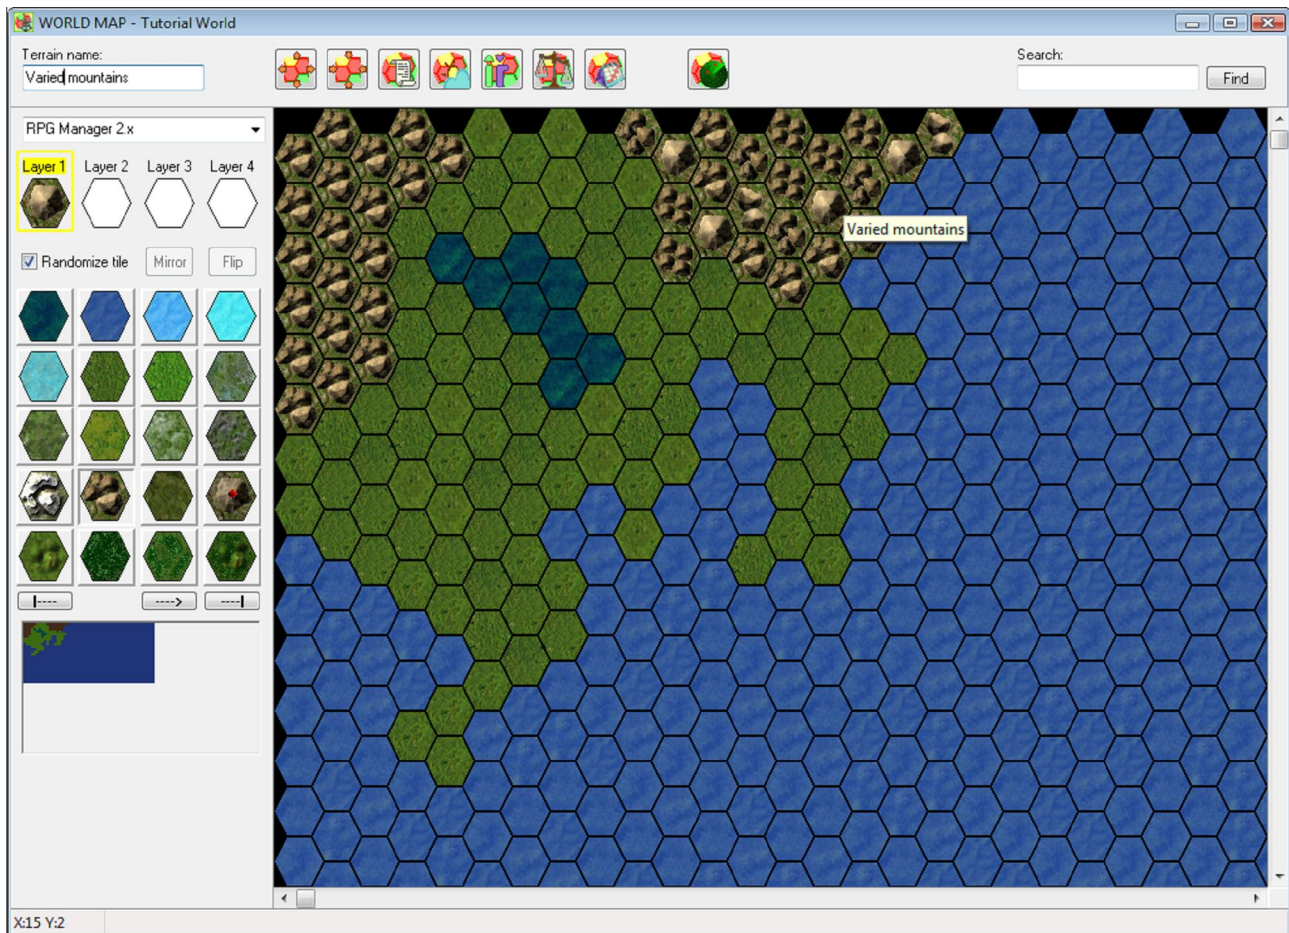 WORLD MAP - Tutorial World
Terrain name:
Varied mountains
Search:
Find
RPG Manager 2.x
Layer 1 Layer 2 Layer 3 Layer 4
Randomize tile Mirror Flip
Varied mountains
|---- ----> ----|
X:15 Y:2